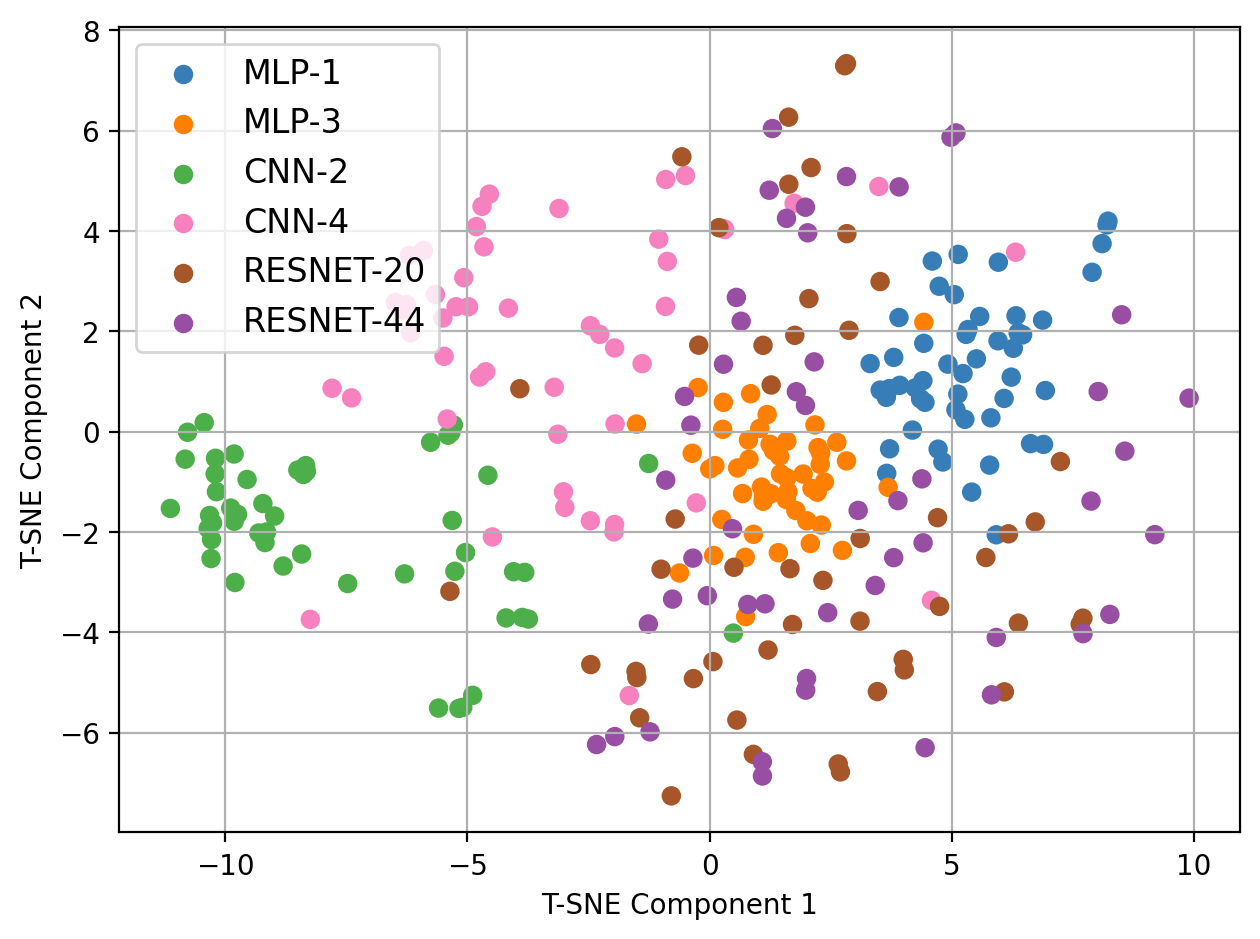 8
6
4
2
0
−2
−4
−6
MLP-1
MLP-3
CNN-2
CNN-4
RESNET-20
RESNET-44
−10
−5
0
5
10
T-SNE Component 1
T-SNE Component 2